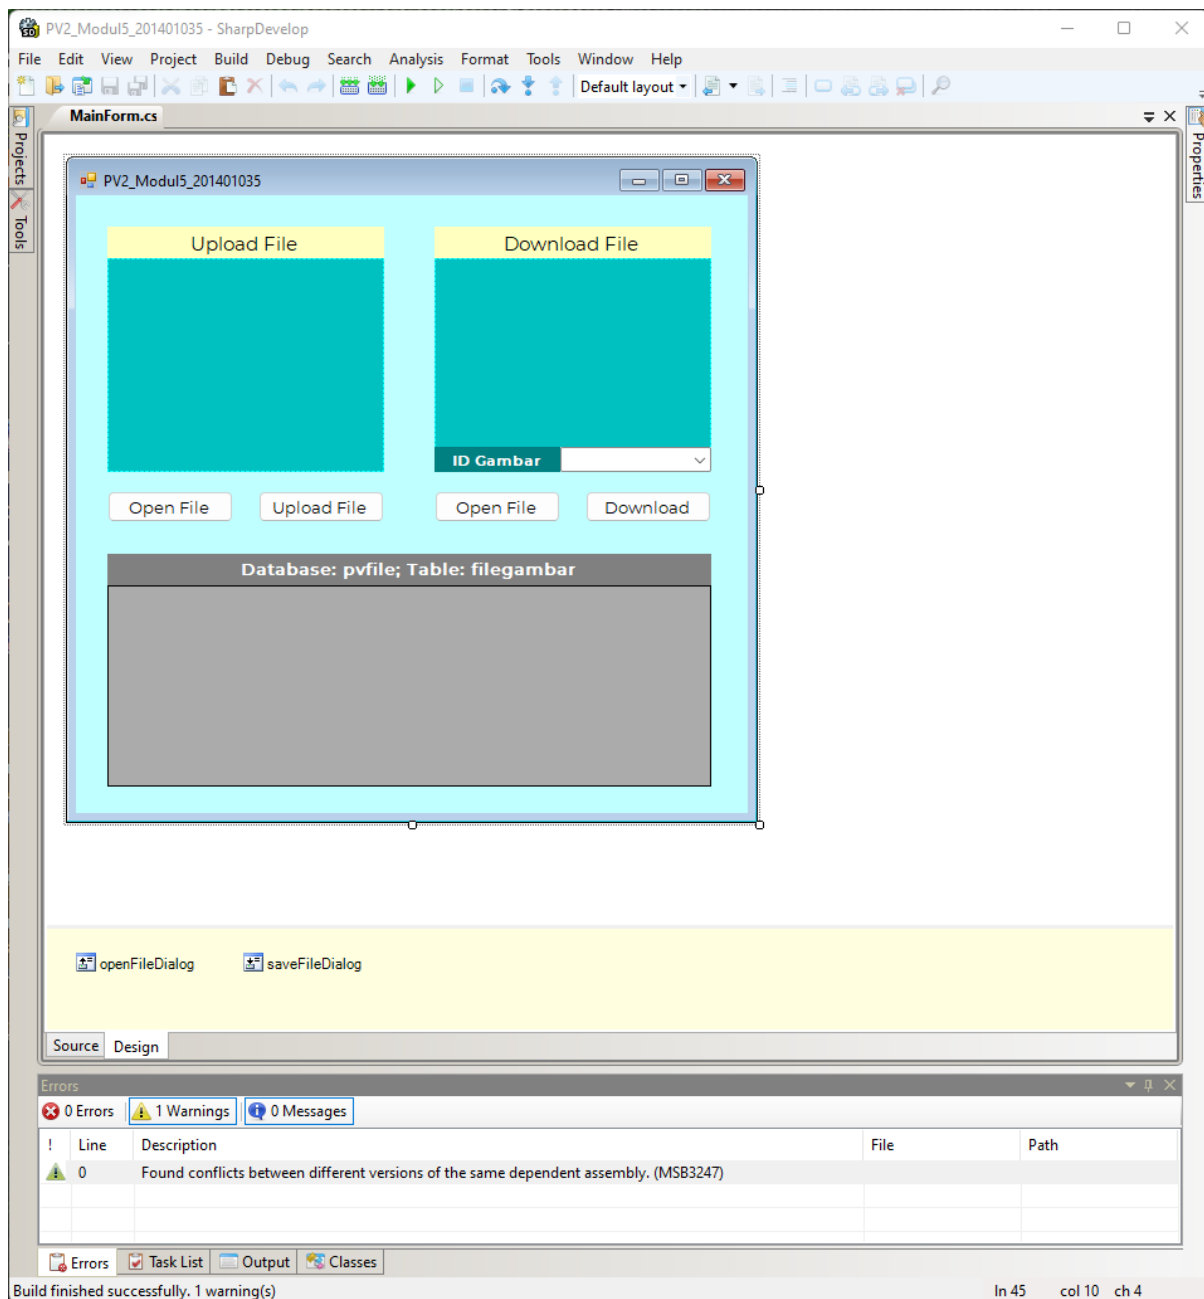 PV2_Modul5_201401035 - SharpDevelop
File Edit View Project Build Debug Search Analysis Format Tools Window Help
Default layout
MainForm.cs
Projects
Tools
Properties
PV2_Modul5_201401035
Upload File Download File
ID Gambar
Open File Upload File Open File Download
Database: pvfile; Table: filegambar
openFileDialog saveFileDialog
Source Design
Errors
0 Errors 1 Warnings 0 Messages
! Line Description File Path
0 Found conflicts between different versions of the same dependent assembly. (MSB3247)
Errors Task List Output Classes
Build finished successfully. 1 warning(s) ln 45 col 10 ch 4